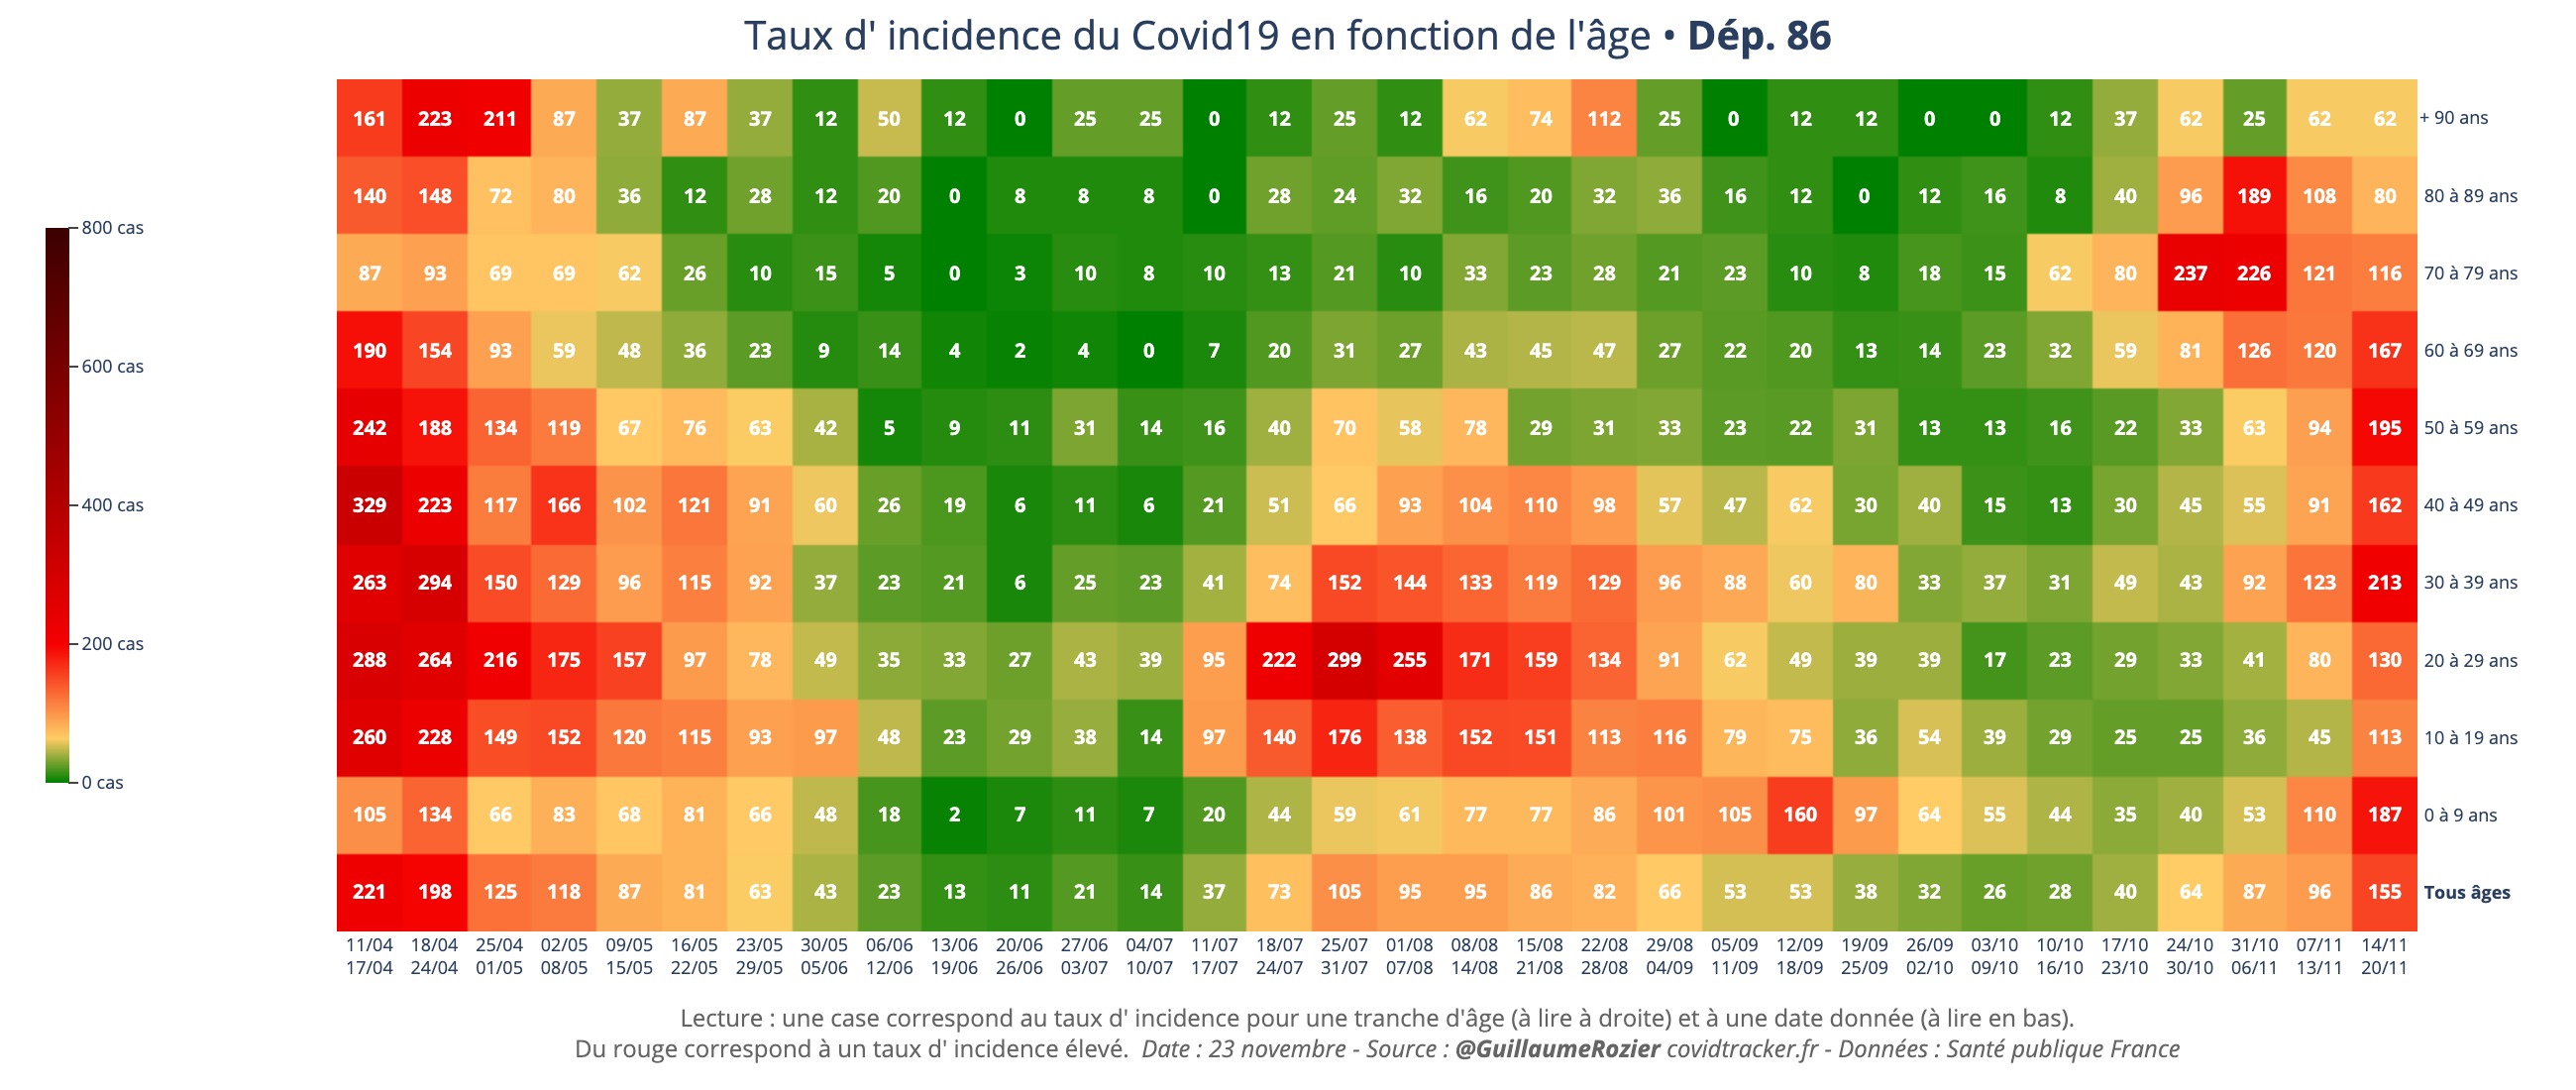 Taux d' incidence du Covid19 en fonction de l'âge • Dép. 86
800 cas
600 cas
400 cas
200 cas
0 cas
161 223 211 87 37 87 37 12 50 12 0 25 25 0 12 25 12 62 74 112 25 0 12 12 0 0 12 37 62 25 62 62 + 90 ans
140 148 72 80 36 12 28 12 20 0 8 8 8 0 28 24 32 16 20 32 36 16 12 0 12 16 8 40 96 189 108 80 80 à 89 ans
87 93 69 69 62 26 10 15 5 0 3 10 8 10 13 21 10 33 23 28 21 23 10 8 18 15 62 80 237 226 121 116 70 à 79 ans
190 154 93 59 48 36 23 9 14 4 2 4 0 7 20 31 27 43 45 47 27 22 20 13 14 23 32 59 81 126 120 167 60 à 69 ans
242 188 134 119 67 76 63 42 5 9 11 31 14 16 40 70 58 78 29 31 33 23 22 31 13 13 16 22 33 63 94 195 50 à 59 ans
329 223 117 166 102 121 91 60 26 19 6 11 6 21 51 66 93 104 110 98 57 47 62 30 40 15 13 30 45 55 91 162 40 à 49 ans
263 294 150 129 96 115 92 37 23 21 6 25 23 41 74 152 144 133 119 129 96 88 60 80 33 37 31 49 43 92 123 213 30 à 39 ans
288 264 216 175 157 97 78 49 35 33 27 43 39 95 222 299 255 171 159 134 91 62 49 39 39 17 23 29 33 41 80 130 20 à 29 ans
260 228 149 152 120 115 93 97 48 23 29 38 14 97 140 176 138 152 151 113 116 79 75 36 54 39 29 25 25 36 45 113 10 à 19 ans
105 134 66 83 68 81 66 48 18 2 7 11 7 20 44 59 61 77 77 86 101 105 160 97 64 55 44 35 40 53 110 187 0 à 9 ans
221 198 125 118 87 81 63 43 23 13 11 21 14 37 73 105 95 95 86 82 66 53 53 38 32 26 28 40 64 87 96 155 Tous âges
11/04 18/04 25/04 02/05 09/05 16/05 23/05 30/05 06/06 13/06 20/06 27/06 04/07 11/07 18/07 25/07 01/08 08/08 15/08 22/08 29/08 05/09 12/09 19/09 26/09 03/10 10/10 17/10 24/10 31/10 07/11 14/11
17/04 24/04 01/05 08/05 15/05 22/05 29/05 05/06 12/06 19/06 26/06 03/07 10/07 17/07 24/07 31/07 07/08 14/08 21/08 28/08 04/09 11/09 18/09 25/09 02/10 09/10 16/10 23/10 30/10 06/11 13/11 20/11
Lecture : une case correspond au taux d' incidence pour une tranche d'âge (à lire à droite) et à une date donnée (à lire en bas).
Du rouge correspond à un taux d' incidence élevé. Date : 23 novembre - Source : @GuillaumeRozier covidtracker.fr - Données : Santé publique France